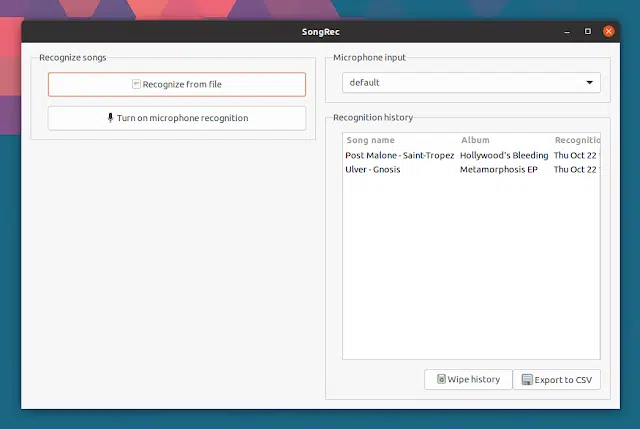 SongRec
Recognize songs
Recognize from file
Turn on microphone recognition
Microphone input
default
Recognition history
Song name Album Recognitio
Post Malone - Saint-Tropez Hollywood's Bleeding Thu Oct 22
Ulver - Gnosis Metamorphosis EP Thu Oct 22
Wipe history Export to CSV